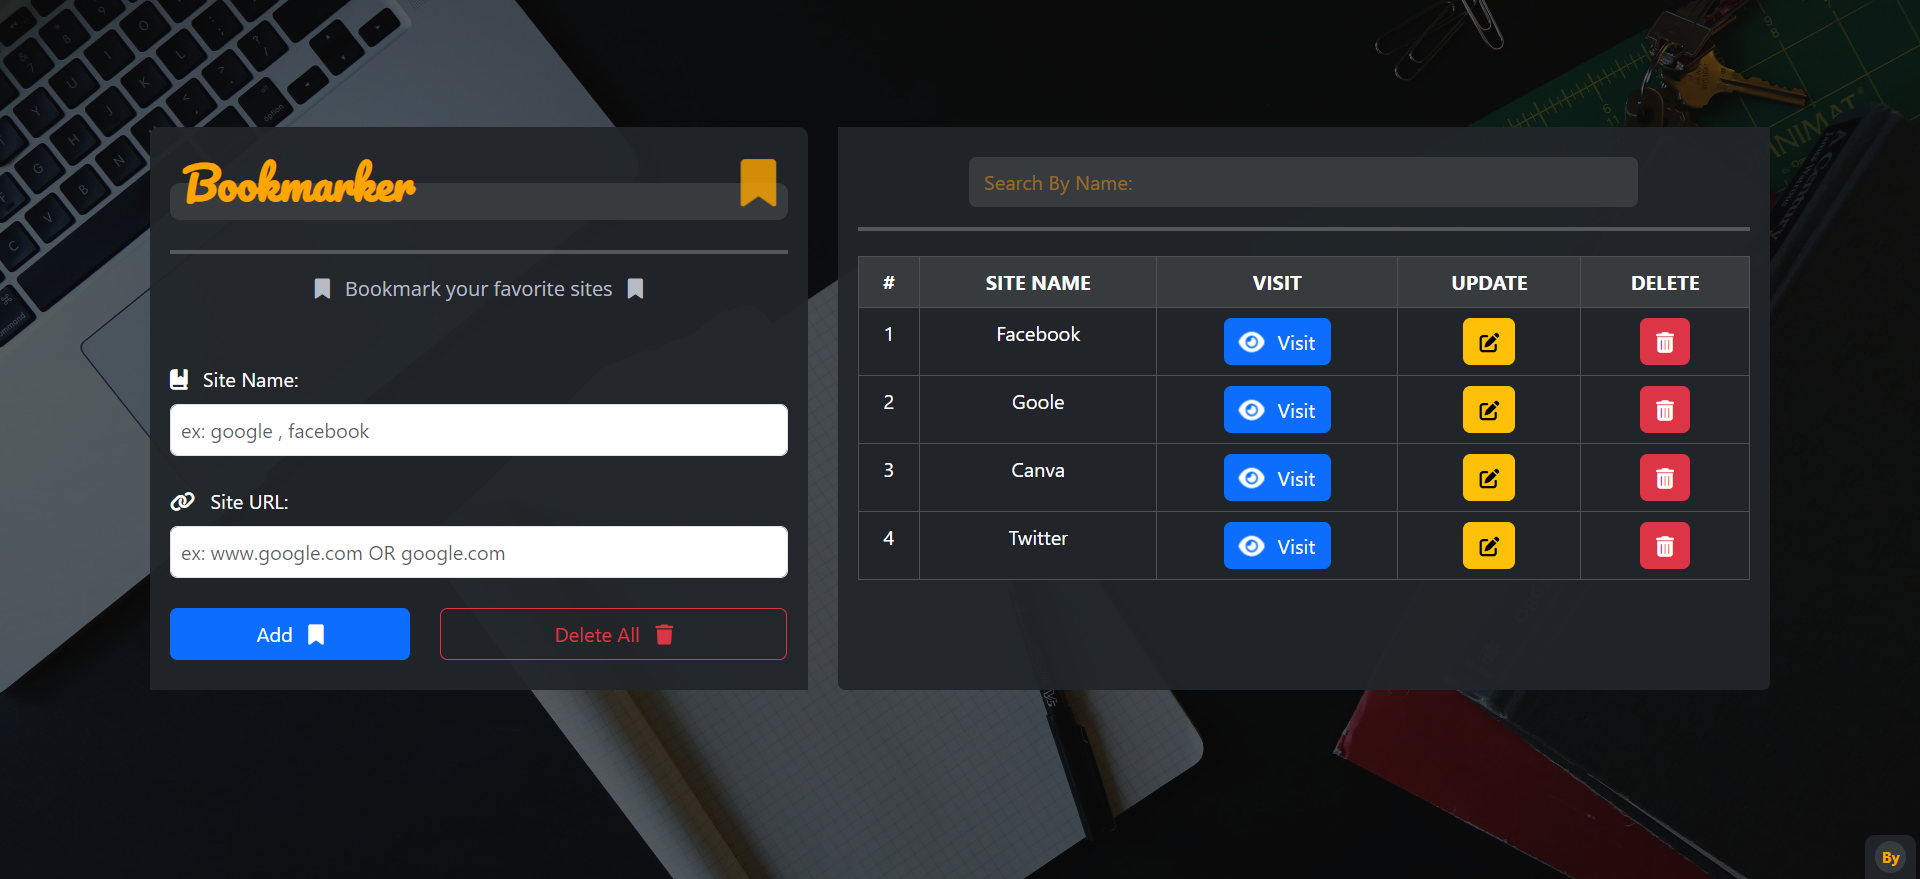 Bookmarker
Bookmark your favorite sites
Site Name:
ex: google , facebook
Site URL:
ex: www.google.com OR google.com
Add
Delete All
Search By Name:
# SITE NAME VISIT UPDATE DELETE
1 Facebook Visit
2 Goole Visit
3 Canva Visit
4 Twitter Visit
By